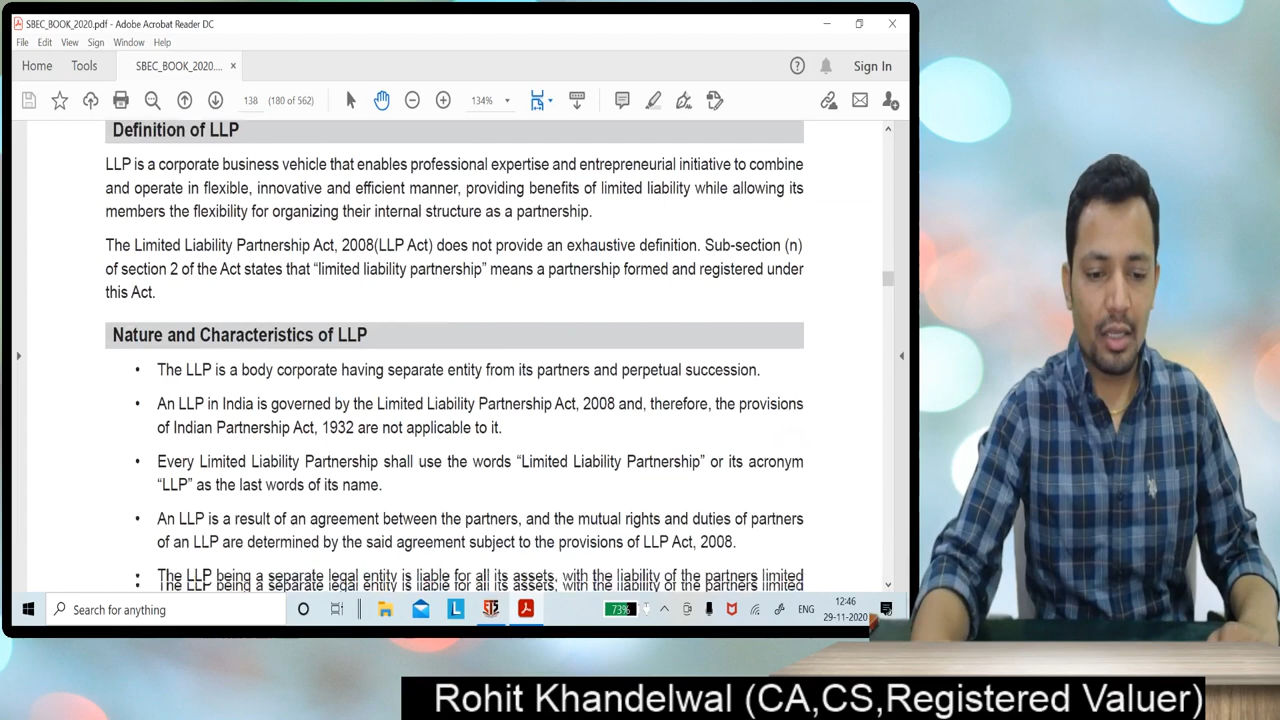 SBEC_BOOK_2020.pdf - Adobe Acrobat Reader DC
File Edit View Sign Window Help
Home Tools SBEC_BOOK_2020.... × Sign In
138 (180 of 562) 134%
Definition of LLP
LLP is a corporate business vehicle that enables professional expertise and entrepreneurial initiative to combine
and operate in flexible, innovative and efficient manner, providing benefits of limited liability while allowing its
members the flexibility for organizing their internal structure as a partnership.
The Limited Liability Partnership Act, 2008(LLP Act) does not provide an exhaustive definition. Sub-section (n)
of section 2 of the Act states that “limited liability partnership” means a partnership formed and registered under
this Act.
Nature and Characteristics of LLP
• The LLP is a body corporate having separate entity from its partners and perpetual succession.
• An LLP in India is governed by the Limited Liability Partnership Act, 2008 and, therefore, the provisions
of Indian Partnership Act, 1932 are not applicable to it.
• Every Limited Liability Partnership shall use the words “Limited Liability Partnership” or its acronym
“LLP” as the last words of its name.
• An LLP is a result of an agreement between the partners, and the mutual rights and duties of partners
of an LLP are determined by the said agreement subject to the provisions of LLP Act, 2008.
• The LLP being a separate legal entity is liable for all its assets, with the liability of the partners limited
Search for anything
73%
ENG
12:46
29-11-2020
Rohit Khandelwal (CA,CS,Registered Valuer)